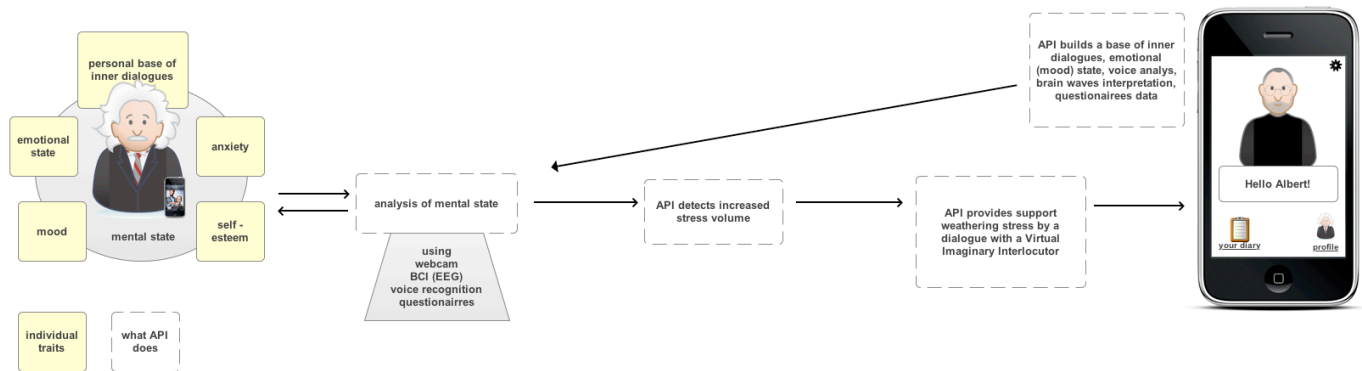 personal base of
inner dialogues
emotional
state
anxiety
mood
mental state
self -
esteem
individual
traits
what API
does
analysis of mental state
using
webcam
BCI (EEG)
voice recognition
questionairres
API detects increased
stress volume
API provides support
weathering stress by a
dialogue with a Virtual
Imaginary Interlocutor
API builds a base of inner
dialogues, emotional
(mood) state, voice analys,
brain waves interpretation,
questionairees data
Hello Albert!
your diary
profile